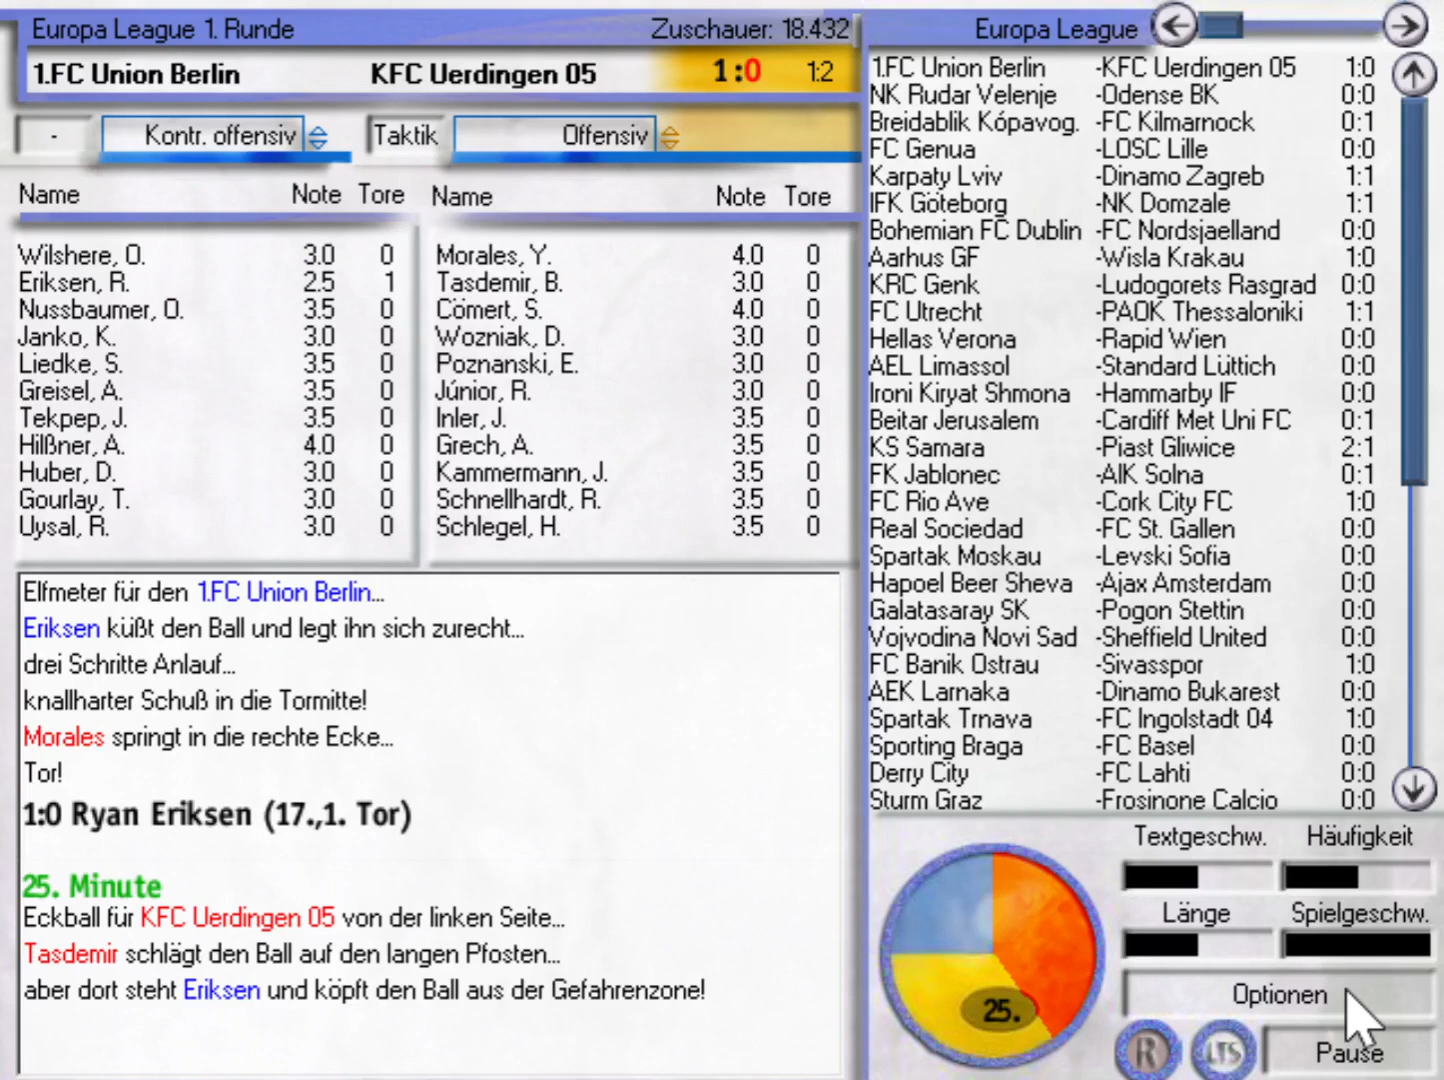 Europa League 1. Runde
Zuschauer: 18.432
1.FC Union Berlin KFC Uerdingen 05 1:0 1:2
- Kontr. offensiv Taktik Offensiv
Name Note Tore
Wilshere, O. 3.0 0
Eriksen, R. 2.5 1
Nussbaumer, O. 3.5 0
Janko, K. 3.0 0
Liedke, S. 3.5 0
Greisel, A. 3.5 0
Tekpep, J. 3.5 0
Hilßner, A. 4.0 0
Huber, D. 3.0 0
Gourlay, T. 3.0 0
Uysal, R. 3.0 0
Name Note Tore
Morales, Y. 4.0 0
Tasdemir, B. 3.0 0
Cömert, S. 4.0 0
Wozniak, D. 3.0 0
Poznanski, E. 3.0 0
Júnior, R. 3.0 0
Inler, J. 3.5 0
Grech, A. 3.5 0
Kammermann, J. 3.5 0
Schnellhardt, R. 3.5 0
Schlegel, H. 3.5 0
Elfmeter für den 1.FC Union Berlin...
Eriksen küßt den Ball und legt ihn sich zurecht...
drei Schritte Anlauf...
knallharter Schuß in die Tormitte!
Morales springt in die rechte Ecke...
Tor!
1:0 Ryan Eriksen (17.,1. Tor)
25. Minute
Eckball für KFC Uerdingen 05 von der linken Seite...
Tasdemir schlägt den Ball auf den langen Pfosten...
aber dort steht Eriksen und köpft den Ball aus der Gefahrenzone!
Europa League
1.FC Union Berlin -KFC Uerdingen 05 1:0
NK Rudar Velenje -Odense BK 0:0
Breidablik Kópavog. -FC Kilmarnock 0:1
FC Genua -LOSC Lille 0:0
Karpaty Lviv -Dinamo Zagreb 1:1
IFK Göteborg -NK Domzale 1:1
Bohemian FC Dublin -FC Nordsjaelland 0:0
Aarhus GF -Wisla Krakau 1:0
KRC Genk -Ludogorets Rasgrad 0:0
FC Utrecht -PAOK Thessaloniki 1:1
Hellas Verona -Rapid Wien 0:0
AEL Limassol -Standard Lüttich 0:0
Ironi Kiryat Shmona -Hammarby IF 0:0
Beitar Jerusalem -Cardiff Met Uni FC 0:1
KS Samara -Piast Gliwice 2:1
FK Jablonec -AIK Solna 0:1
FC Rio Ave -Cork City FC 1:0
Real Sociedad -FC St. Gallen 0:0
Spartak Moskau -Levski Sofia 0:0
Hapoel Beer Sheva -Ajax Amsterdam 0:0
Galatasaray SK -Pogon Stettin 0:0
Vojvodina Novi Sad -Sheffield United 0:0
FC Banik Ostrau -Sivasspor 1:0
AEK Larnaka -Dinamo Bukarest 0:0
Spartak Trnava -FC Ingolstadt 04 1:0
Sporting Braga -FC Basel 0:0
Derry City -FC Lahti 0:0
Sturm Graz -Frosinone Calcio 0:0
Textgeschw. Häufigkeit
Länge Spielgeschw.
25.
Optionen
R LTS Pause